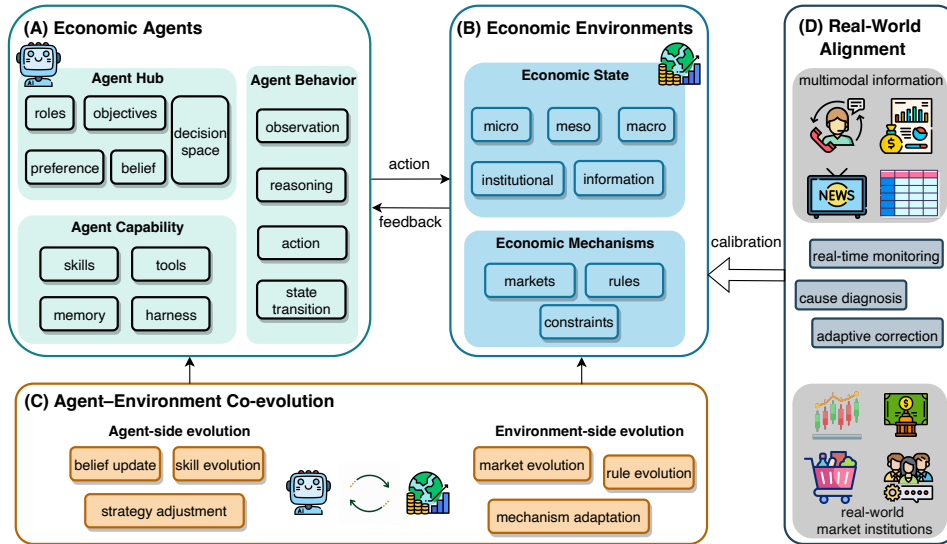 (A) Economic Agents
AI
Agent Hub
roles
objectives
decision
space
preference
belief
Agent Capability
skills
tools
memory
harness
Agent Behavior
observation
reasoning
action
state
transition
action
feedback
(B) Economic Environments
Economic State
micro
meso
macro
institutional
information
Economic Mechanisms
markets
rules
constraints
calibration
(D) Real-World
Alignment
multimodal information
$
NEWS
real-time monitoring
cause diagnosis
adaptive correction
$
real-world
market institutions
(C) Agent–Environment Co-evolution
Agent-side evolution
belief update
skill evolution
strategy adjustment
AI
Environment-side evolution
market evolution
rule evolution
mechanism adaptation